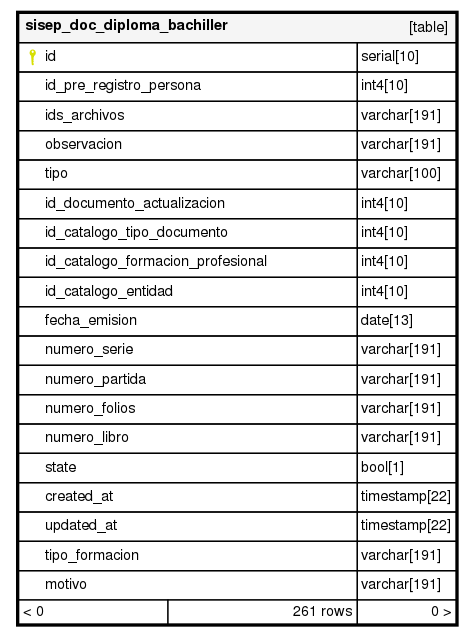 sisep_doc_diploma_bachiller [table]
id serial[10]
id_pre_registro_persona int4[10]
ids_archivos varchar[191]
observacion varchar[191]
tipo varchar[100]
id_documento_actualizacion int4[10]
id_catalogo_tipo_documento int4[10]
id_catalogo_formacion_profesional int4[10]
id_catalogo_entidad int4[10]
fecha_emision date[13]
numero_serie varchar[191]
numero_partida varchar[191]
numero_folios varchar[191]
numero_libro varchar[191]
state bool[1]
created_at timestamp[22]
updated_at timestamp[22]
tipo_formacion varchar[191]
motivo varchar[191]
< 0 261 rows 0 >